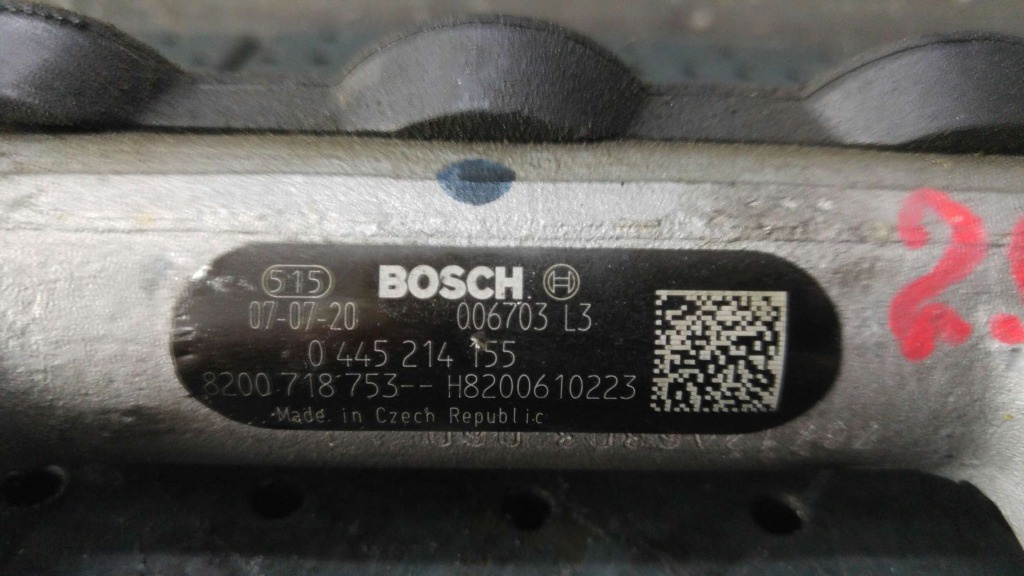 515 BOSCH H
07-07-20 006703 L3
0 445 214 155
8200 718 753-- H8200610223
Made in Czech Republic